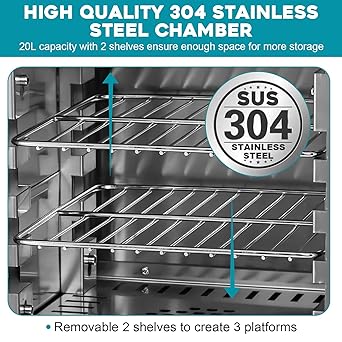 HIGH QUALITY 304 STAINLESS
STEEL CHAMBER
20L capacity with 2 shelves ensure enough space for more storage
SUS
304
STAINLESS
STEEL
• Removable 2 shelves to create 3 platforms